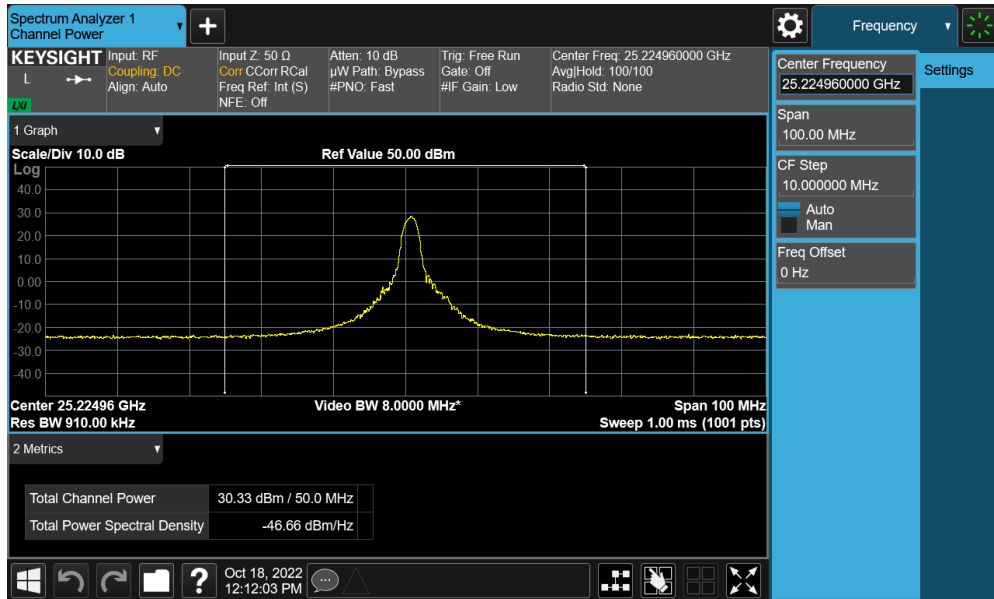 Spectrum Analyzer 1
Channel Power
+
Frequency
KEYSIGHT
L
LXI
Input: RF
Coupling: DC
Align: Auto
Input Z: 50 Ω
Corr CCorr RCal
Freq Ref: Int (S)
NFE: Off
Atten: 10 dB
µW Path: Bypass
#PNO: Fast
Trig: Free Run
Gate: Off
#IF Gain: Low
Center Freq: 25.224960000 GHz
Avg|Hold: 100/100
Radio Std: None
Center Frequency
25.224960000 GHz
Settings
Span
100.00 MHz
CF Step
10.000000 MHz
Auto
Man
Freq Offset
0 Hz
1 Graph
Scale/Div 10.0 dB
Ref Value 50.00 dBm
Log
40.0
30.0
20.0
10.0
0.00
-10.0
-20.0
-30.0
-40.0
Center 25.22496 GHz
Video BW 8.0000 MHz*
Span 100 MHz
Res BW 910.00 kHz
Sweep 1.00 ms (1001 pts)
2 Metrics
Total Channel Power 30.33 dBm / 50.0 MHz
Total Power Spectral Density -46.66 dBm/Hz
?
Oct 18, 2022
12:12:03 PM